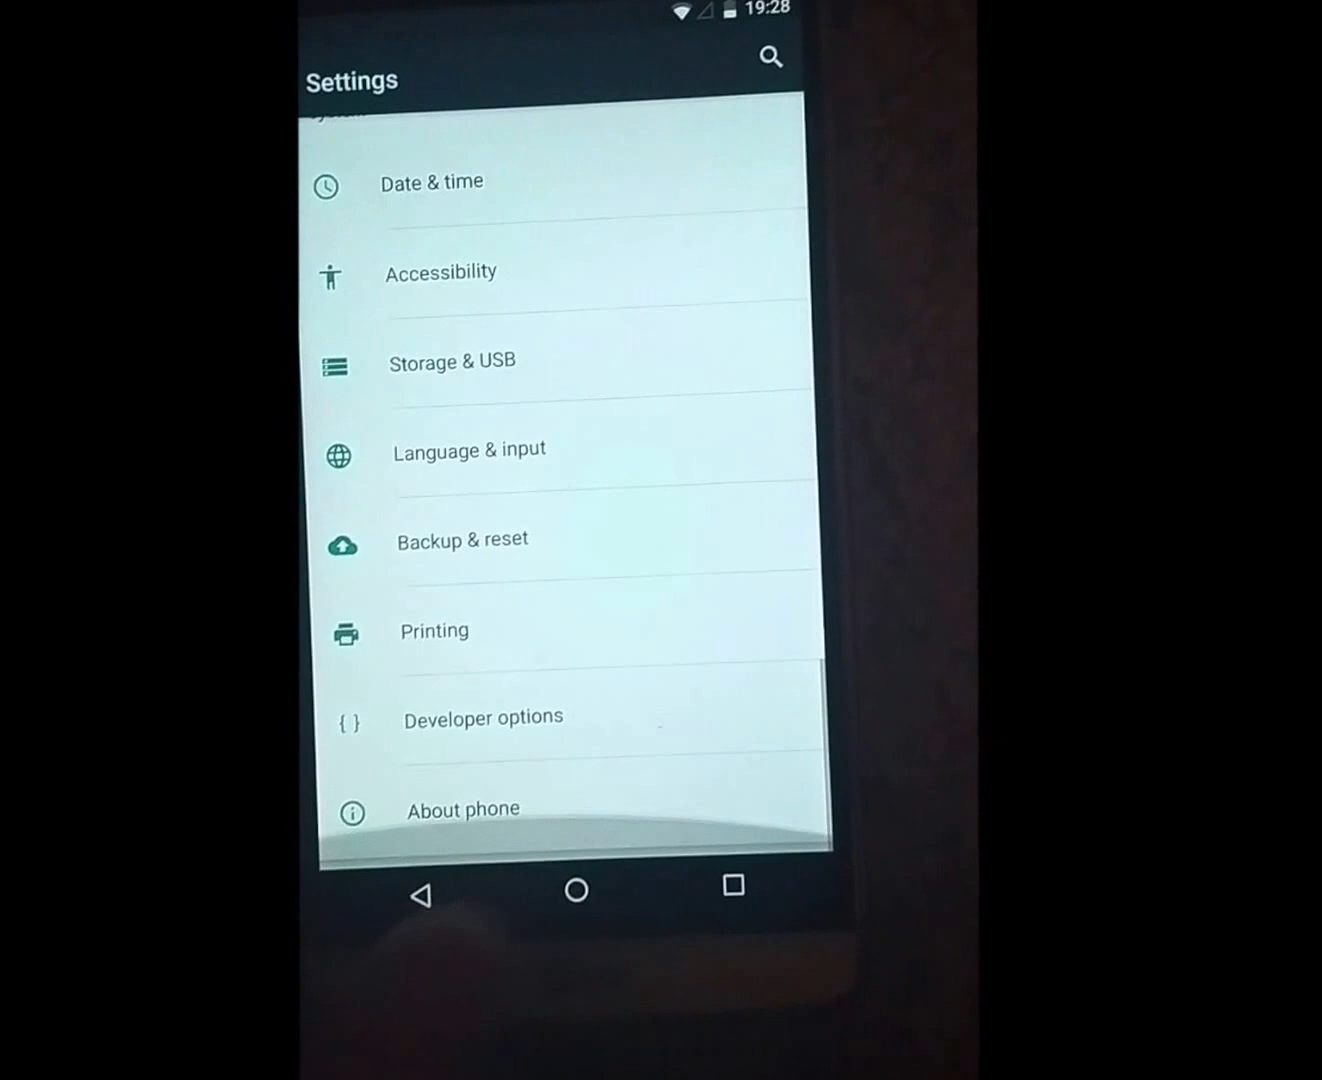 19:28
Settings
Date & time
Accessibility
Storage & USB
Language & input
Backup & reset
Printing
{ } Developer options
About phone